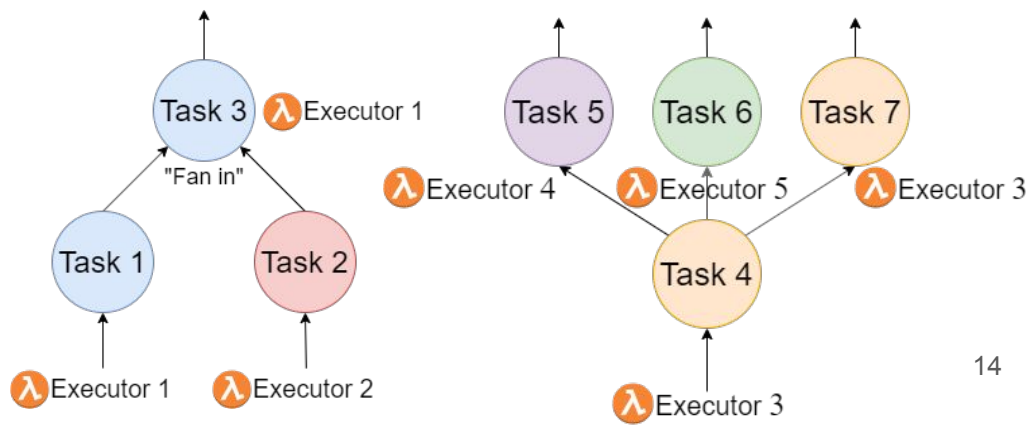 Task 3
λ Executor 1
"Fan in"
Task 1
Task 2
λ Executor 1
λ Executor 2
Task 5
Task 6
Task 7
λ Executor 4
λ Executor 5
λ Executor 3
Task 4
λ Executor 3
14